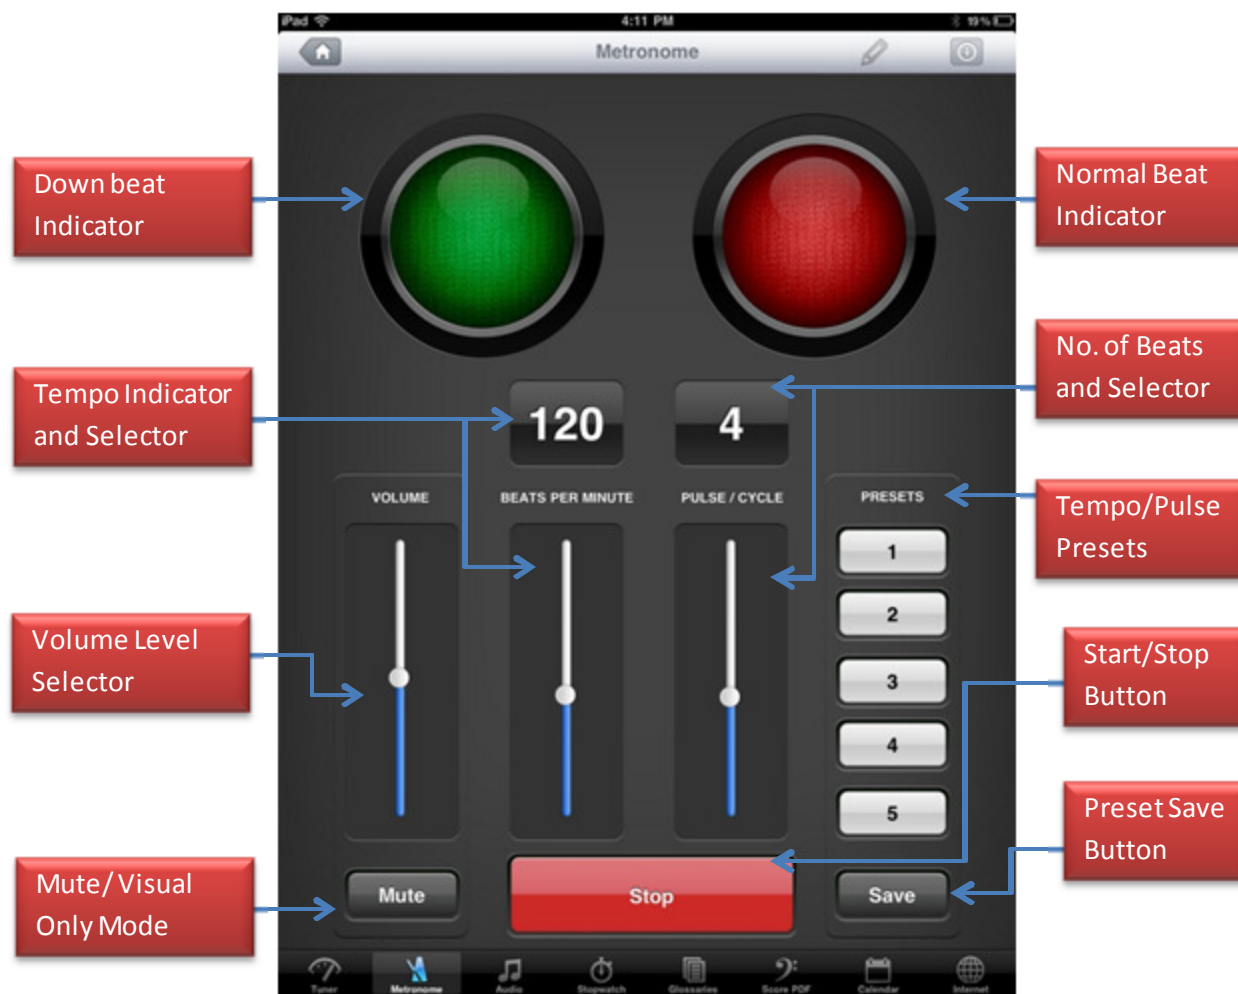 iPad
4:11 PM
19%
Metronome
Down beat
Indicator
Normal Beat
Indicator
Tempo Indicator
and Selector
No. of Beats
and Selector
120
4
VOLUME
BEATS PER MINUTE
PULSE / CYCLE
PRESETS
Tempo/Pulse
Presets
1
2
3
4
5
Volume Level
Selector
Start/Stop
Button
Preset Save
Button
Mute/ Visual
Only Mode
Mute
Stop
Save
Tuner
Metronome
Audio
Stopwatch
Glossaries
Score PDF
Calendar
Internet